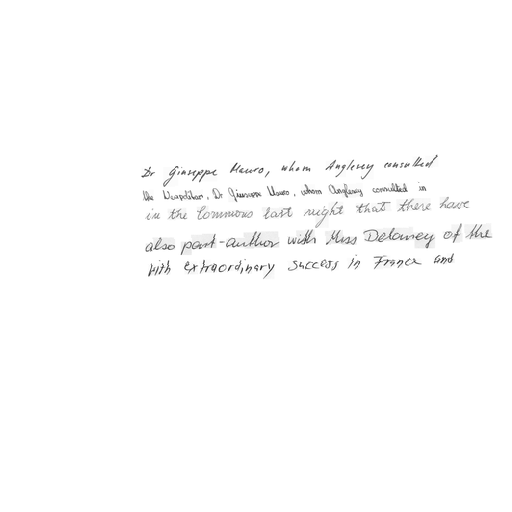 Dr Giuseppe Mauro, whom Anglesey consulted
the Neapolitan, Dr Giuseppe Mauro, whom Anglesey consulted in
in the Commons last night that there have
also part-author with Miss Delaney of the
with extraordinary success in France and